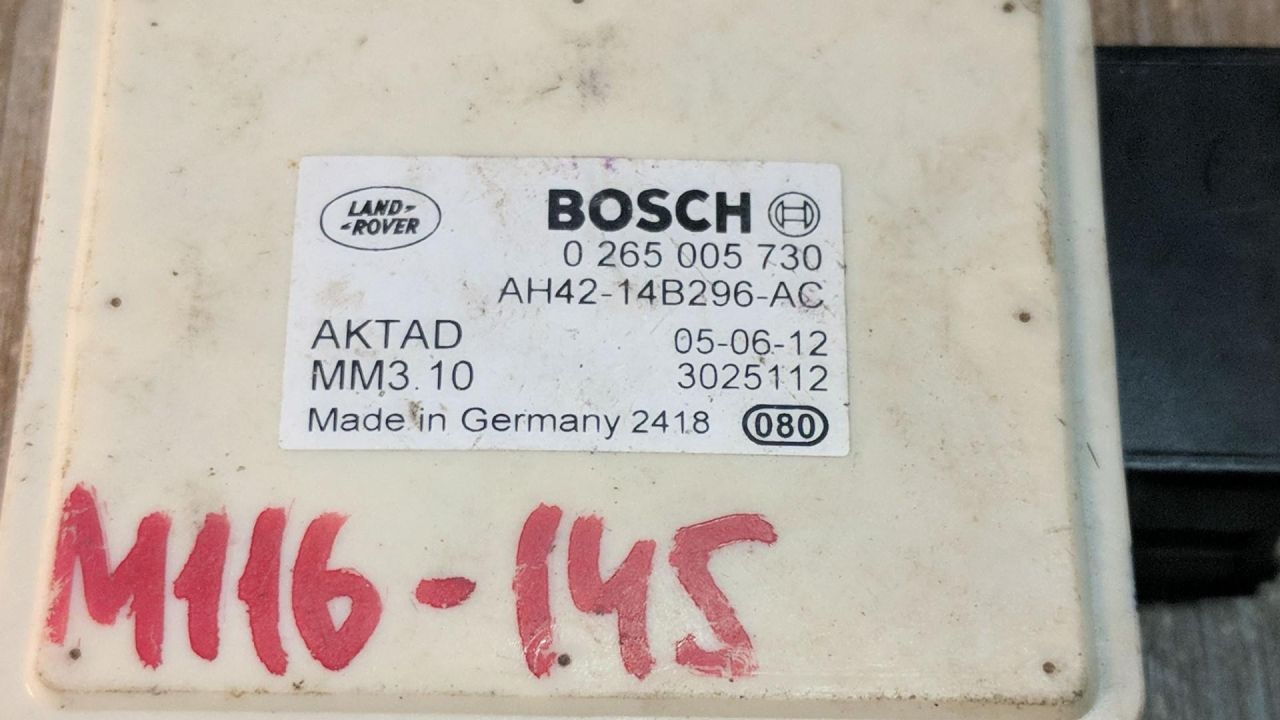 LAND-
-ROVER
BOSCH
0 265 005 730
AH42-14B296-AC
AKTAD 05-06-12
MM3.10 3025112
Made in Germany 2418 080
M116-145